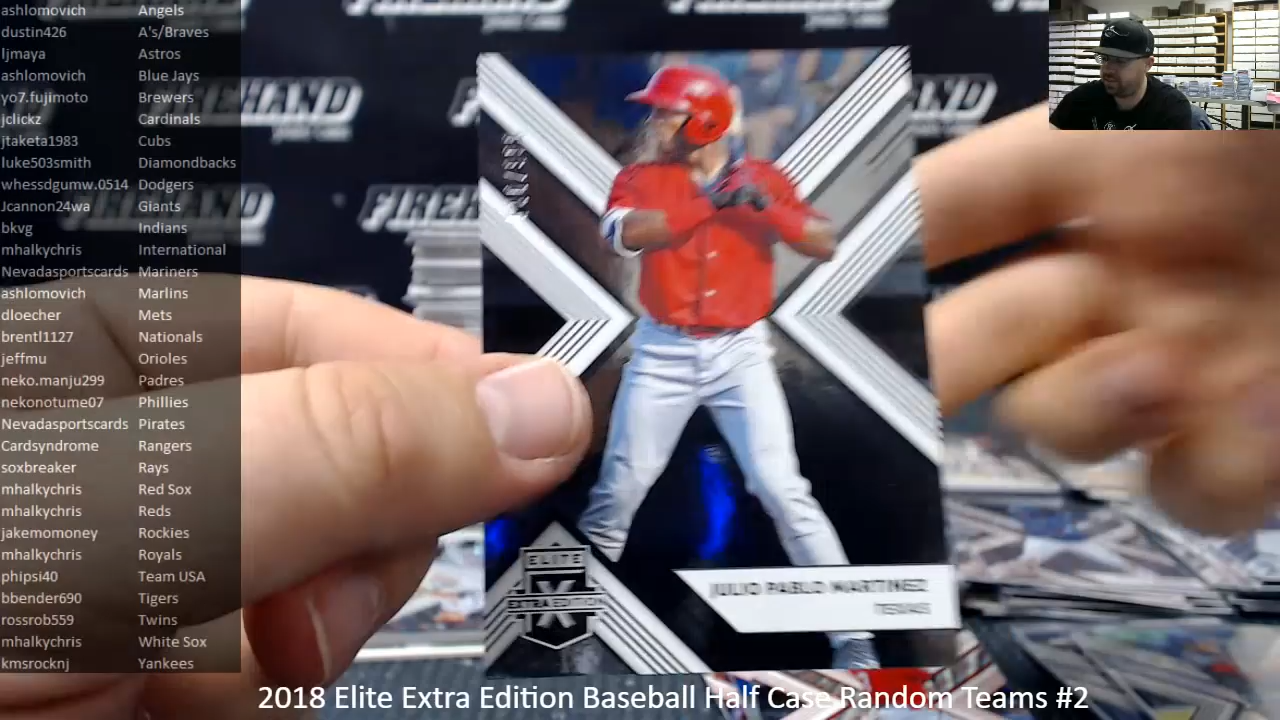 ashlomovich Angels
dustin426 A's/Braves
ljmaya Astros
ashlomovich Blue Jays
yo7.fujimoto Brewers
jclickz Cardinals
jtaketa1983 Cubs
luke503smith Diamondbacks
whessdgumw.0514 Dodgers
Jcannon24wa Giants
bkvg Indians
mhalkychris International
Nevadasportscards Mariners
ashlomovich Marlins
dloecher Mets
brentl1127 Nationals
jeffmu Orioles
neko.manju299 Padres
nekonotume07 Phillies
Nevadasportscards Pirates
Cardsyndrome Rangers
soxbreaker Rays
mhalkychris Red Sox
mhalkychris Reds
jakemomoney Rockies
mhalkychris Royals
phipsi40 Team USA
bbender690 Tigers
rossrob559 Twins
mhalkychris White Sox
kmsrocknj Yankees
FIREHAND
FIREHAND
FIREHAND
ELITE
X
EXTRA EDITION
JULIO PABLO MARTINEZ
TEXAS
2018 Elite Extra Edition Baseball Half Case Random Teams #2